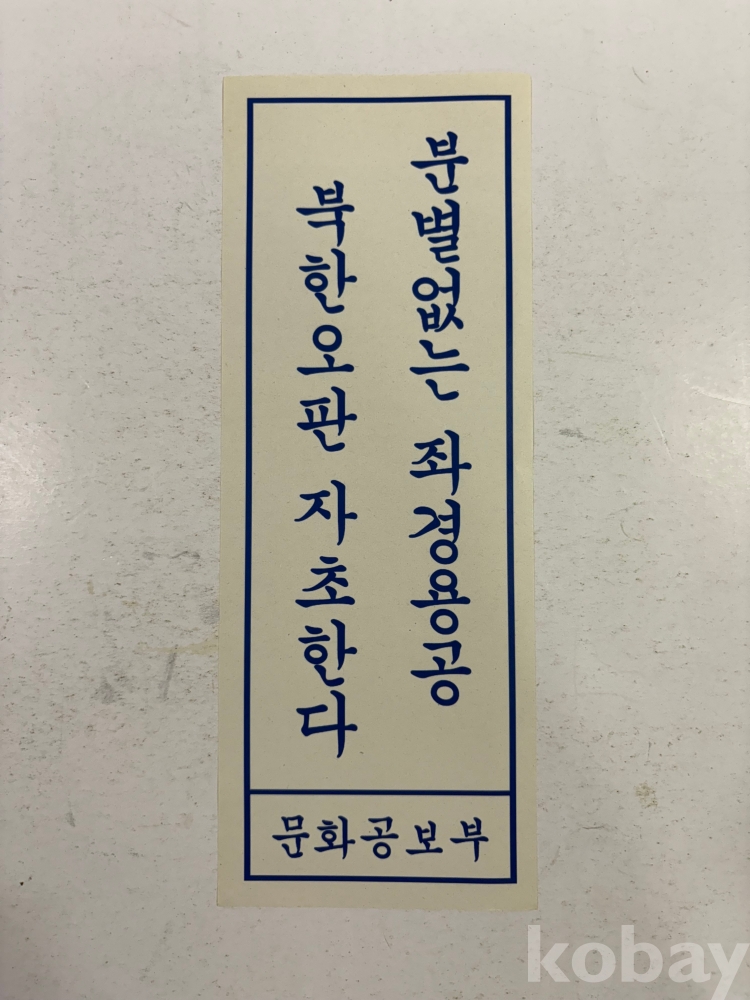 분별없는 좌경용공
북한오판 자초한다
문화공보부
kobay